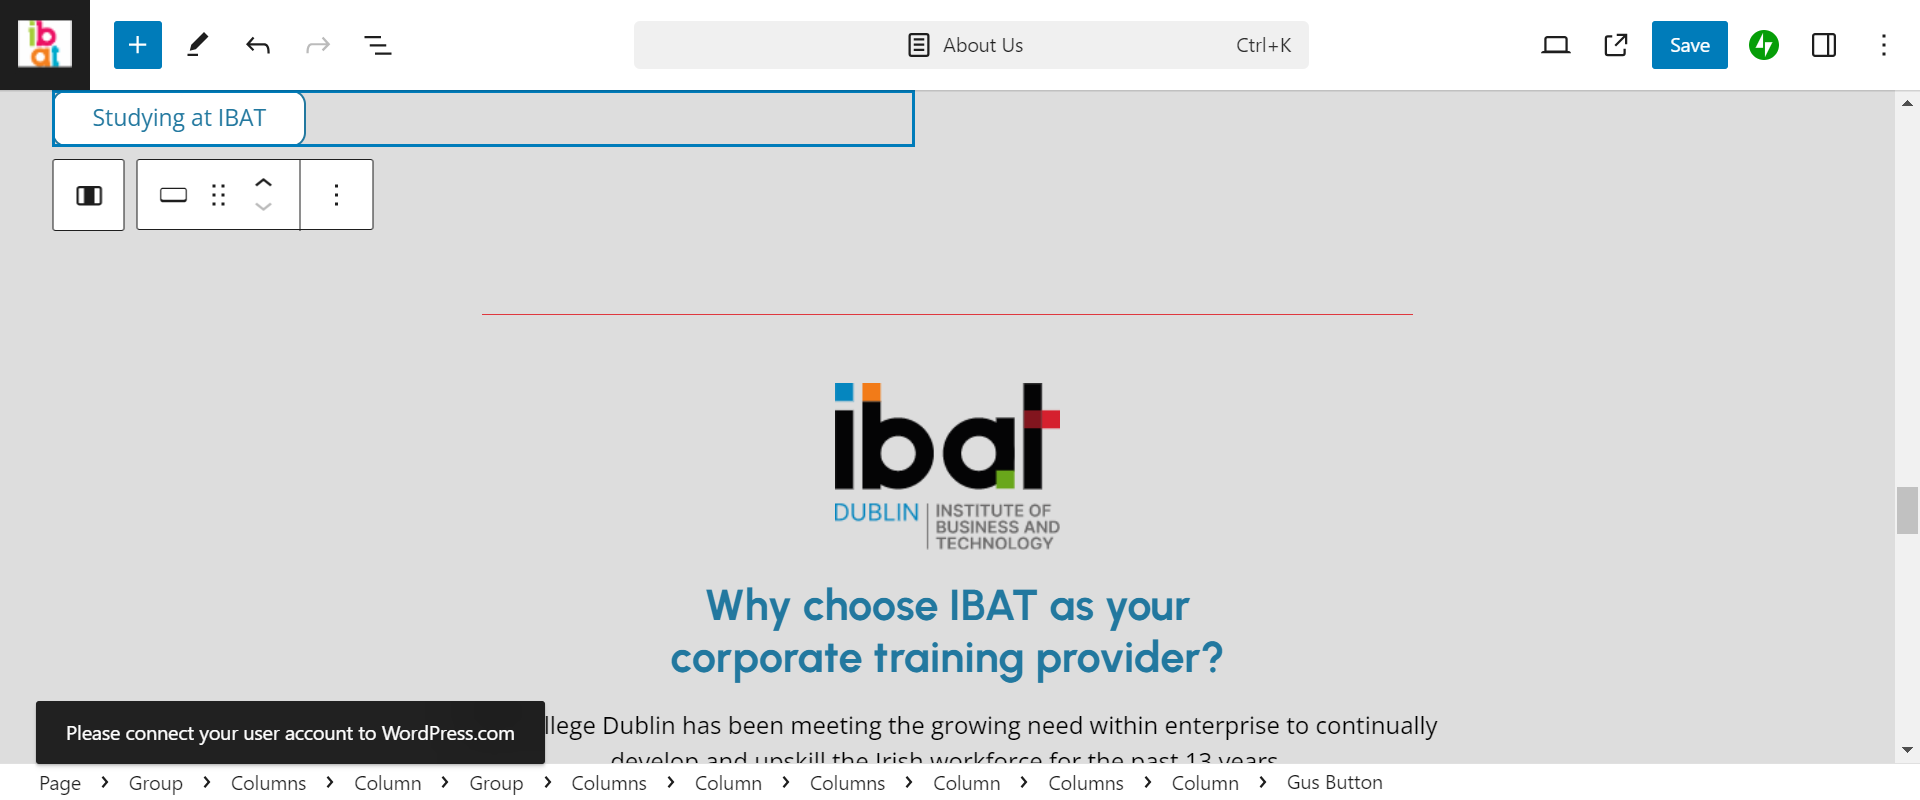 ibat
About Us
Ctrl+K
Save
Studying at IBAT
ibat
DUBLIN
INSTITUTE OF
BUSINESS AND
TECHNOLOGY
Why choose IBAT as your
corporate training provider?
llege Dublin has been meeting the growing need within enterprise to continually
develop and upskill the Irish workforce for the past 13 years
Please connect your user account to WordPress.com
Page > Group > Columns > Column > Group > Columns > Column > Columns > Column > Columns > Column > Gus Button